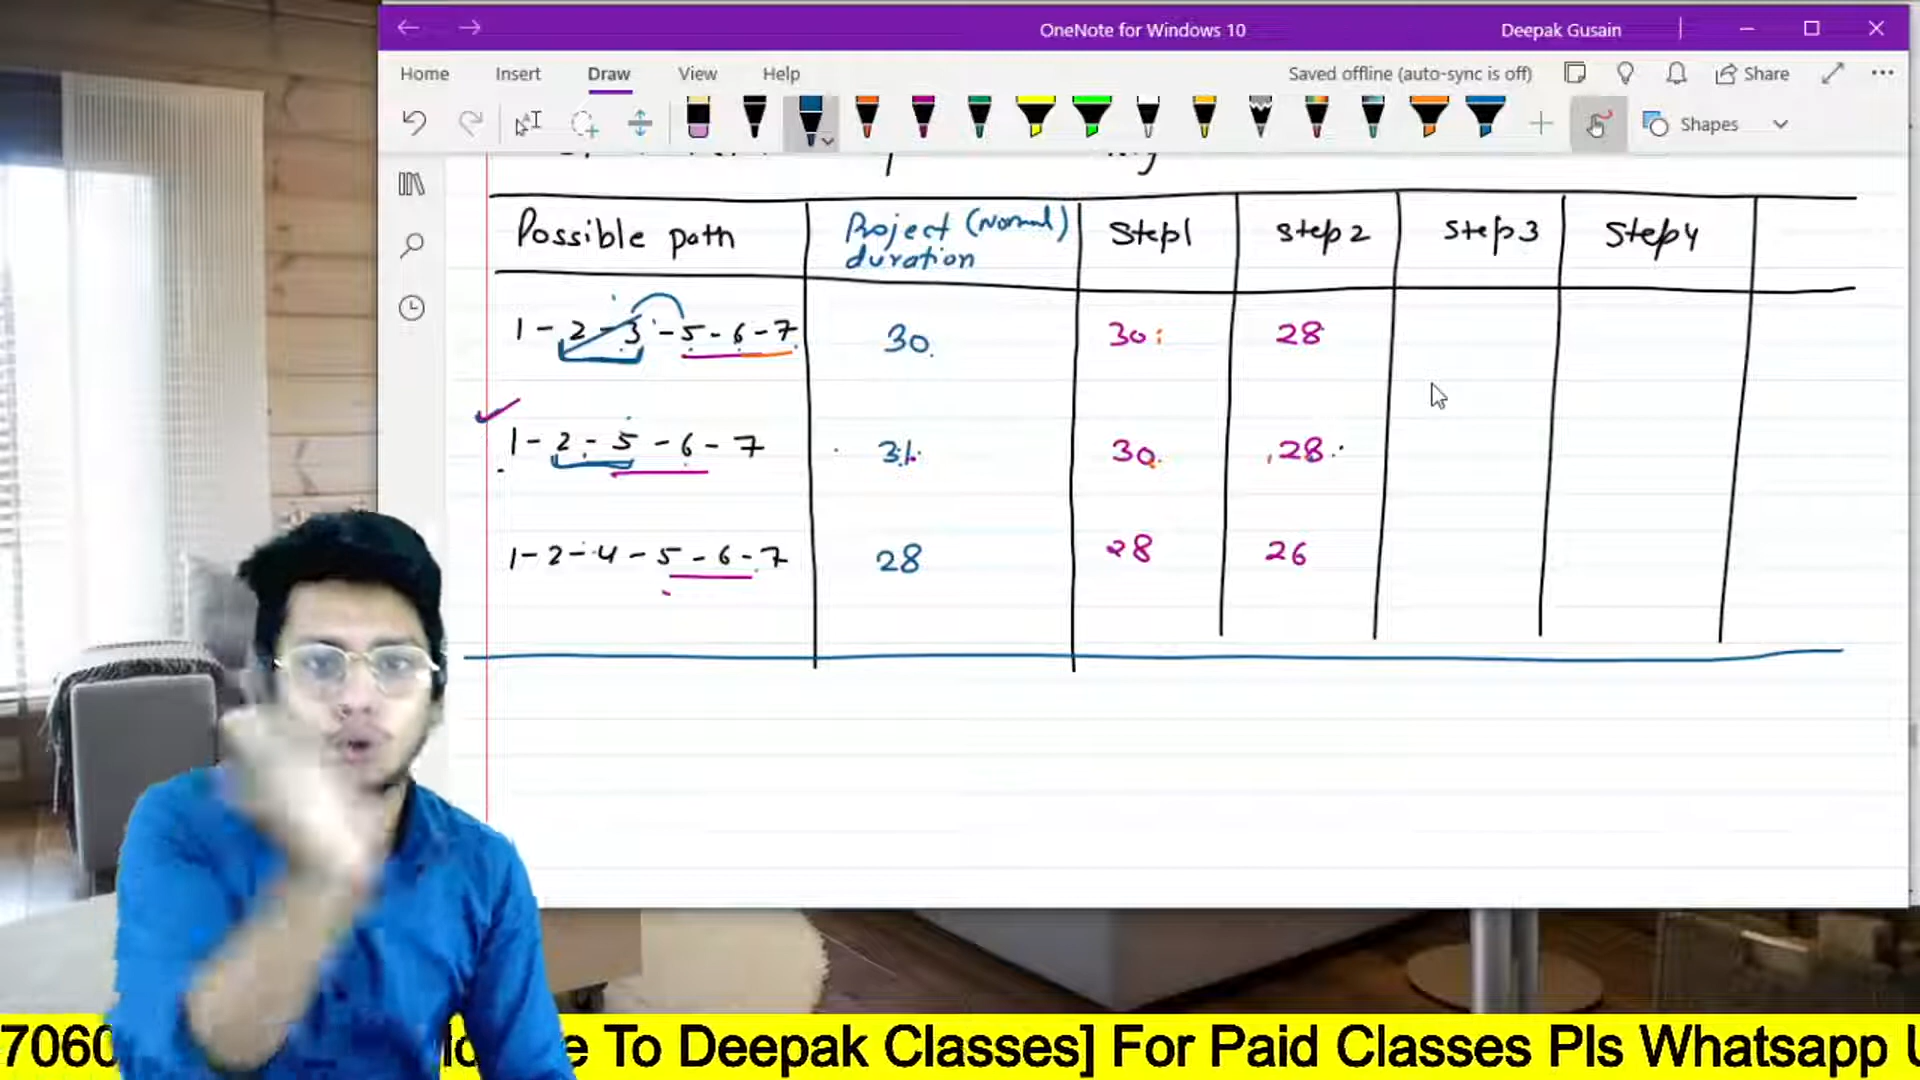 OneNote for Windows 10
Deepak Gusain
Home Insert Draw View Help
Saved offline (auto-sync is off)
Share
Shapes
Possible path
Project (Normal) duration
Step1
Step2
Step3
Step4
1-2-3-5-6-7 30 30 28
1-2-5-6-7 31 30 28
1-2-4-5-6-7 28 28 26
7060
e To Deepak Classes] For Paid Classes Pls Whatsapp U